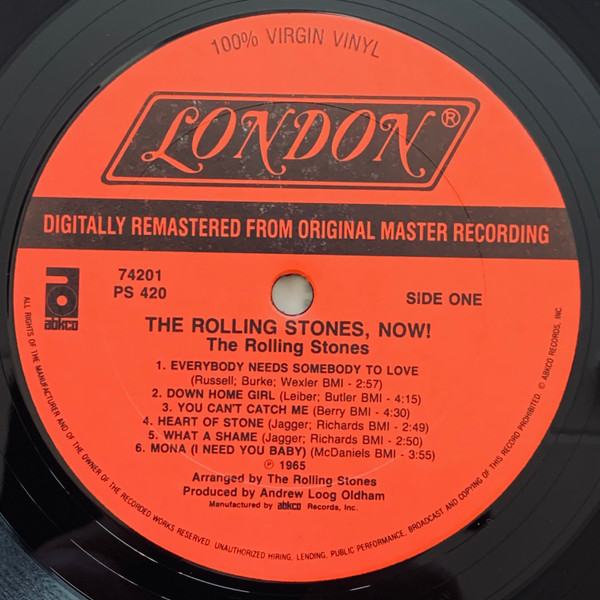 100% VIRGIN VINYL
LONDON®
DIGITALLY REMASTERED FROM ORIGINAL MASTER RECORDING
74201
PS 420
SIDE ONE
abkco
THE ROLLING STONES, NOW!
The Rolling Stones
1. EVERYBODY NEEDS SOMEBODY TO LOVE
(Russell; Burke; Wexler BMI - 2:57)
2. DOWN HOME GIRL (Leiber; Butler BMI - 4:15)
3. YOU CAN'T CATCH ME (Berry BMI - 4:30)
4. HEART OF STONE (Jagger; Richards BMI - 2:49)
5. WHAT A SHAME (Jagger; Richards BMI - 2:50)
6. MONA (I NEED YOU BABY) (McDaniels BMI - 3:55)
℗ 1965
Arranged by The Rolling Stones
Produced by Andrew Loog Oldham
Manufactured by abkco Records, Inc.
ALL RIGHTS OF THE MANUFACTURER AND OF THE OWNER OF THE RECORDED WORKS RESERVED. UNAUTHORIZED HIRING, LENDING, PUBLIC PERFORMANCE, BROADCAST AND COPYING OF THIS RECORD PROHIBITED. © ABKCO RECORDS, INC